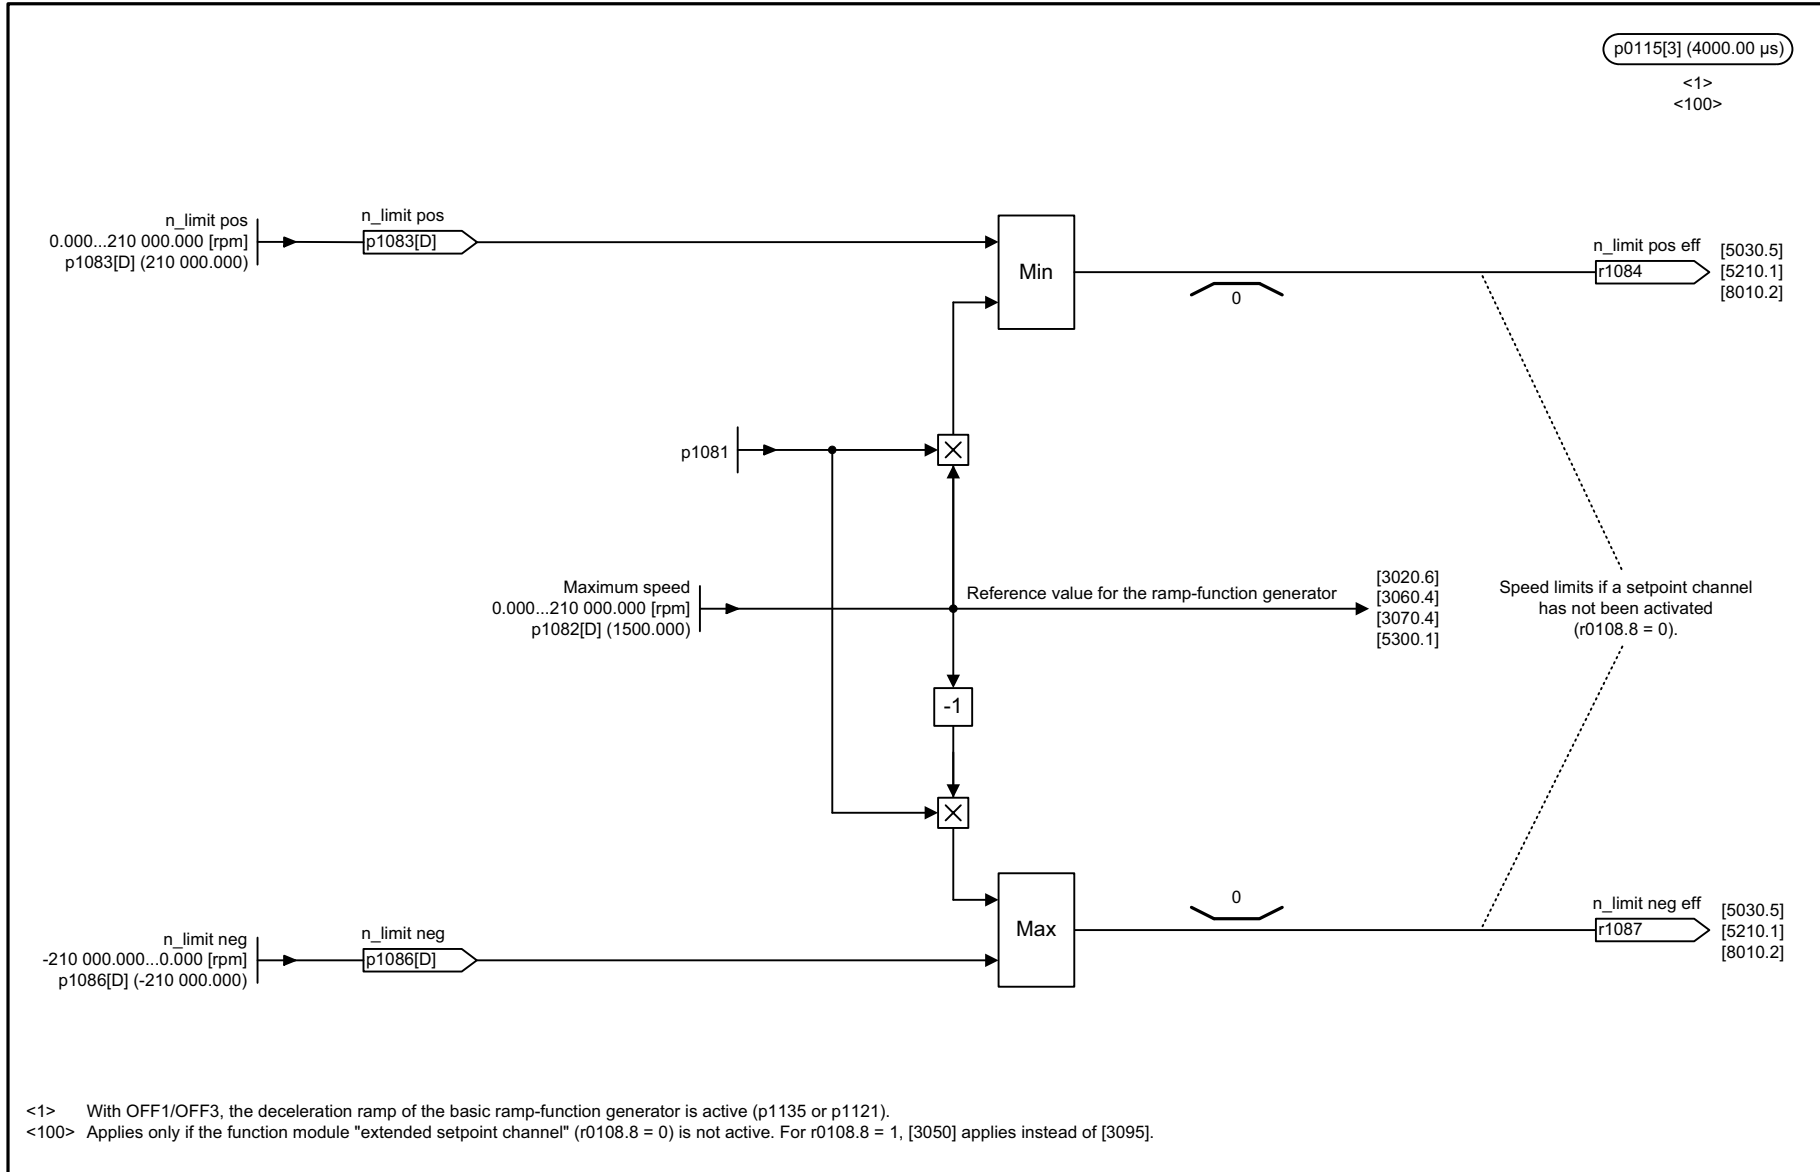 p0115[3] (4000.00 µs)
<1>
<100>
n_limit pos
0.000...210 000.000 [rpm]
p1083[D] (210 000.000)
n_limit pos
p1083[D]
Min
0
n_limit pos eff
r1084
[5030.5]
[5210.1]
[8010.2]
p1081
Maximum speed
0.000...210 000.000 [rpm]
p1082[D] (1500.000)
Reference value for the ramp-function generator
[3020.6]
[3060.4]
[3070.4]
[5300.1]
Speed limits if a setpoint channel
has not been activated
(r0108.8 = 0).
-1
n_limit neg
-210 000.000...0.000 [rpm]
p1086[D] (-210 000.000)
n_limit neg
p1086[D]
Max
0
n_limit neg eff
r1087
[5030.5]
[5210.1]
[8010.2]
<1> With OFF1/OFF3, the deceleration ramp of the basic ramp-function generator is active (p1135 or p1121).
<100> Applies only if the function module "extended setpoint channel" (r0108.8 = 0) is not active. For r0108.8 = 1, [3050] applies instead of [3095].